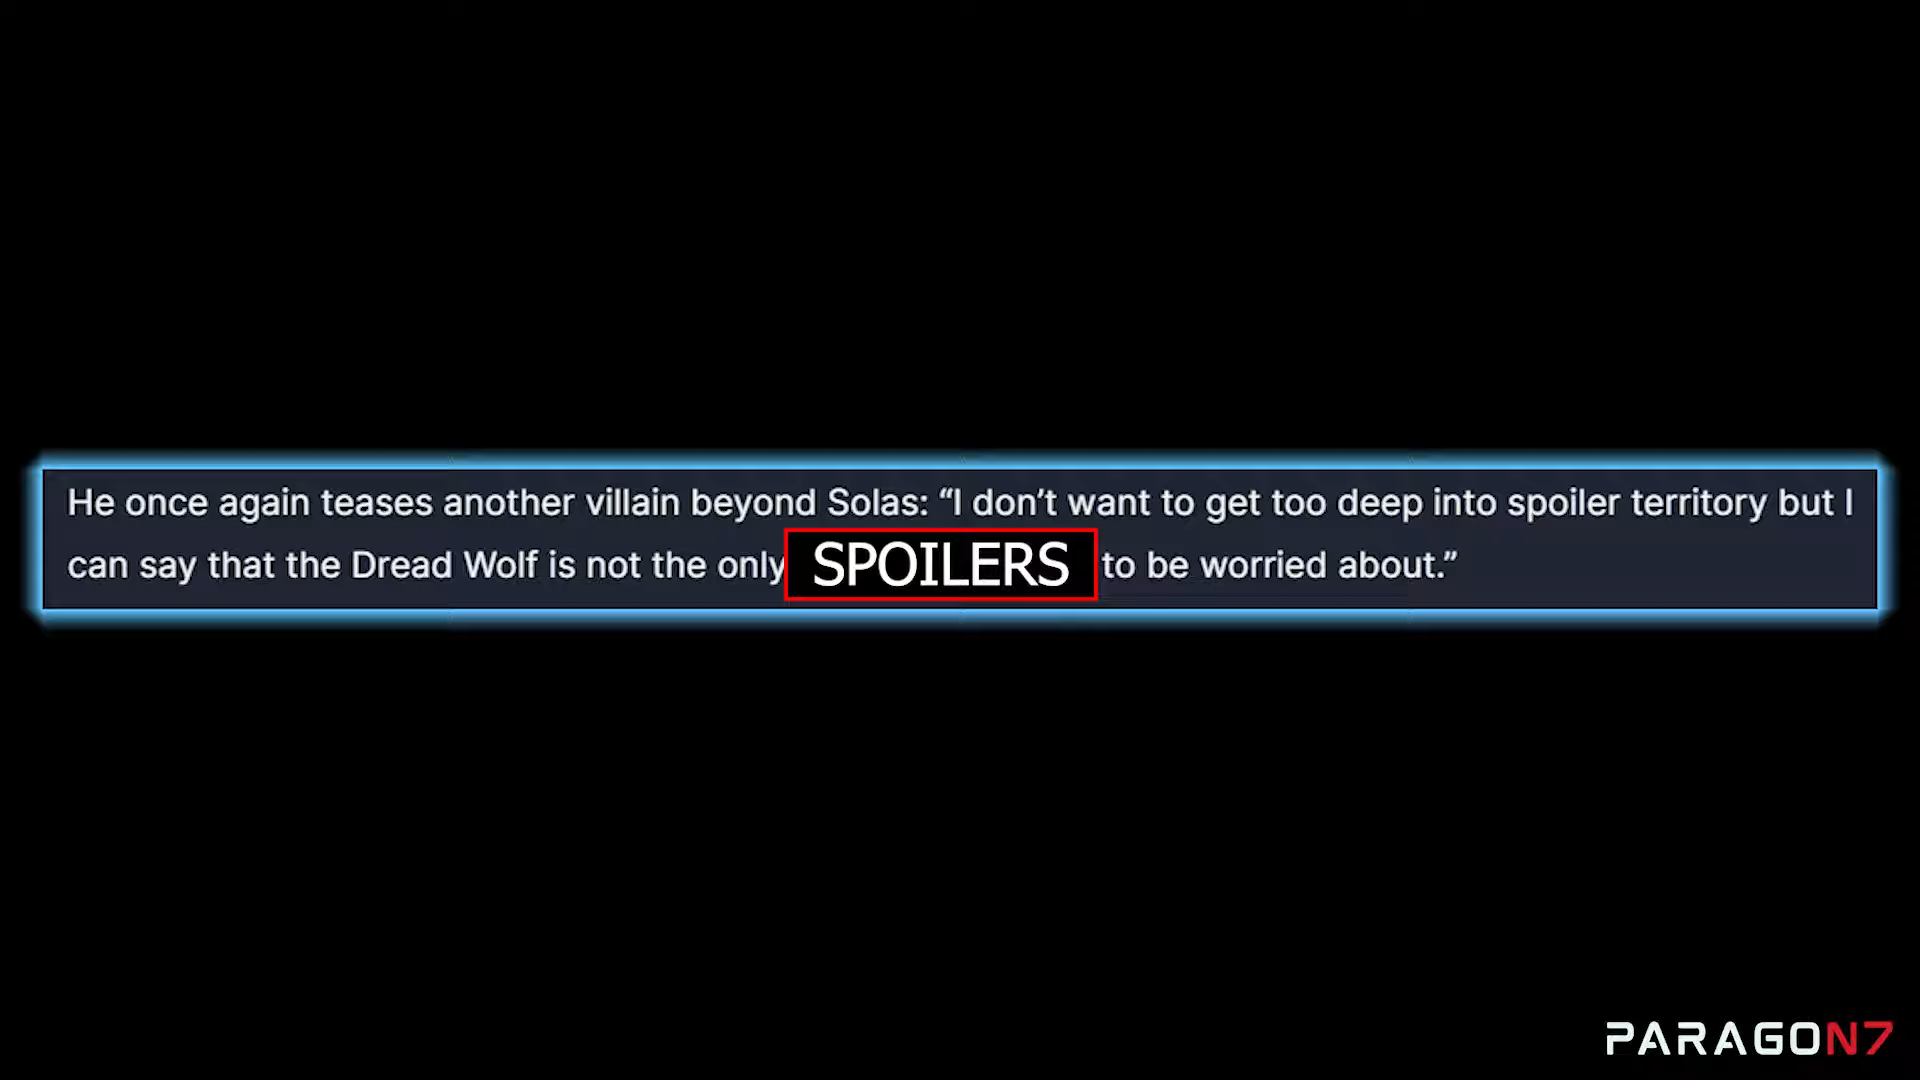 He once again teases another villain beyond Solas: “I don’t want to get too deep into spoiler territory but I
can say that the Dread Wolf is not the only SPOILERS to be worried about.”
PARAGON7